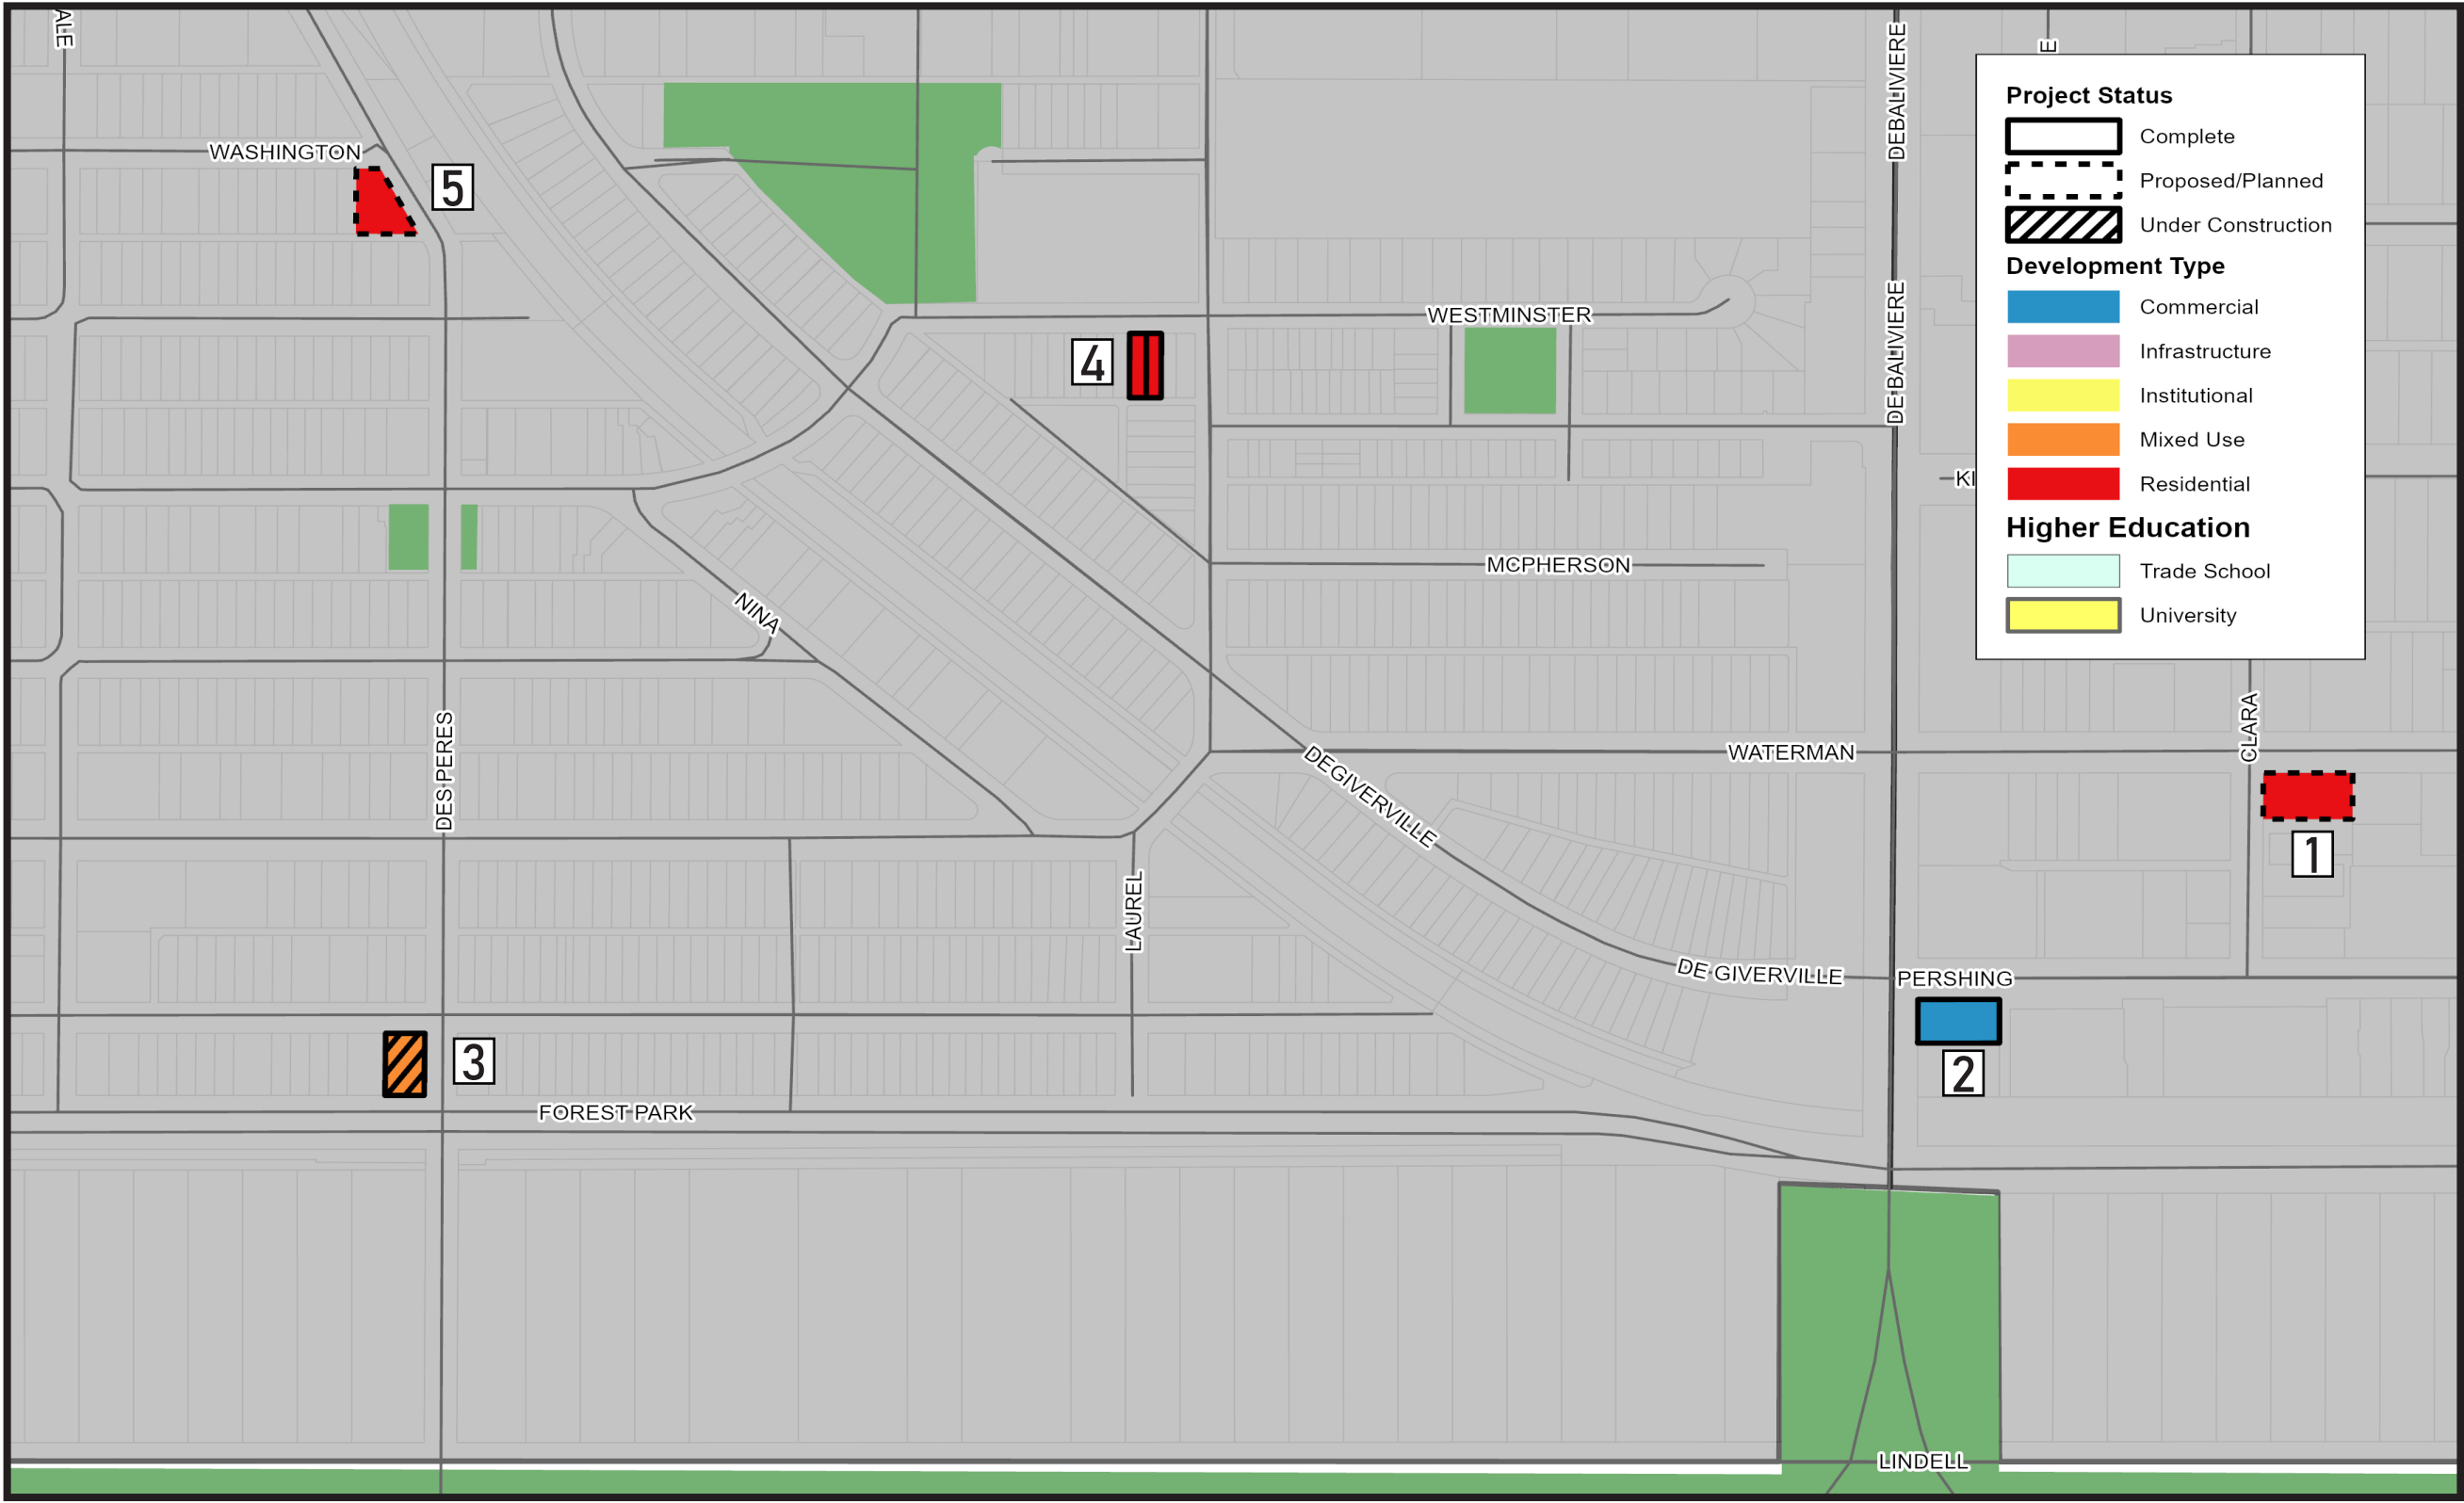 ALE
DEBALIVIERE
E
Project Status
Complete
WASHINGTON
Proposed/Planned
5
Under Construction
Development Type
Commercial
WESTMINSTER
DE BALIVIERE
Infrastructure
4
Institutional
Mixed Use
KI
Residential
Higher Education
MCPHERSON
Trade School
NINA
University
CLARA
DES PERES
WATERMAN
DEGIVERVILLE
1
LAUREL
DE GIVERVILLE
PERSHING
3
2
FOREST PARK
LINDELL